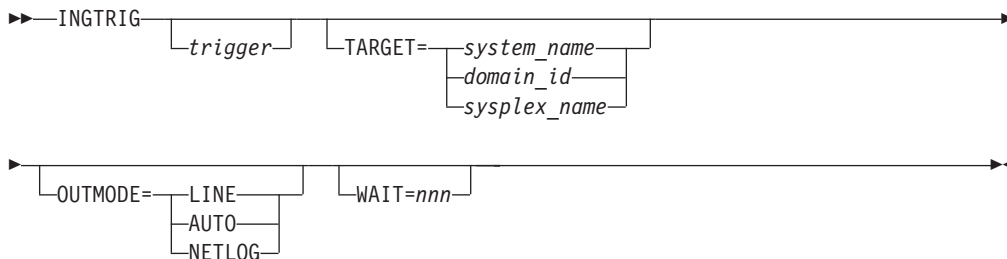 INGTRIG
trigger
TARGET= system_name
domain_id
sysplex_name
OUTMODE= LINE
AUTO
NETLOG
WAIT=nnn